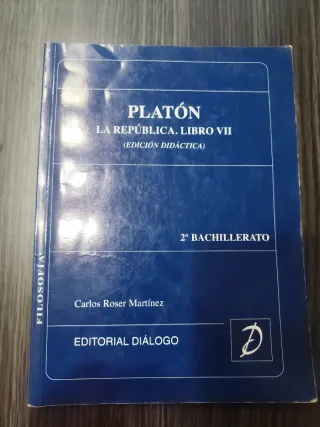 PLATÓN
LA REPÚBLICA. LIBRO VII
(EDICIÓN DIDÁCTICA)
2º BACHILLERATO
Carlos Roser Martínez
EDITORIAL DIÁLOGO
FILOSOFÍA